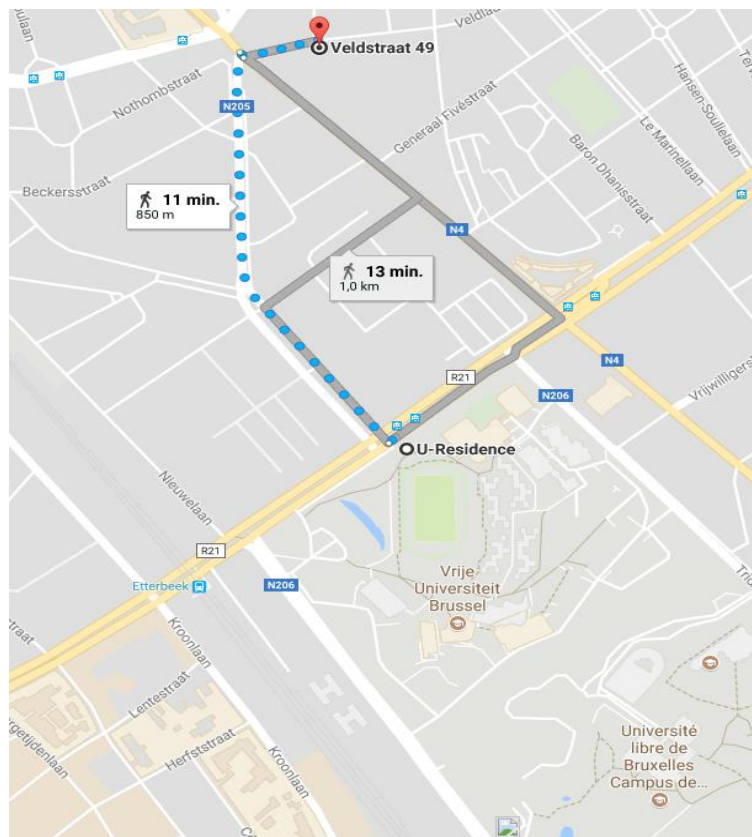 Veldstraat 49
Veldlaa
Nothombstraat
N205
Generaal Fivéstraat
Hansen-Soulielaan
Le Marinellaan
Baron Dhanisstraat
Beckersstraat
11 min.
850 m
N4
13 min.
1,0 km
R21
N4
N206
Vrijwilligers
U-Residence
Nieuwelaan
R21
Etterbeek
N206
Vrije
Universiteit
Brussel
Kroonlaan
Lentestraat
Herfststraat
Kroonlaan
Université
libre de
Bruxelles
Campus de...